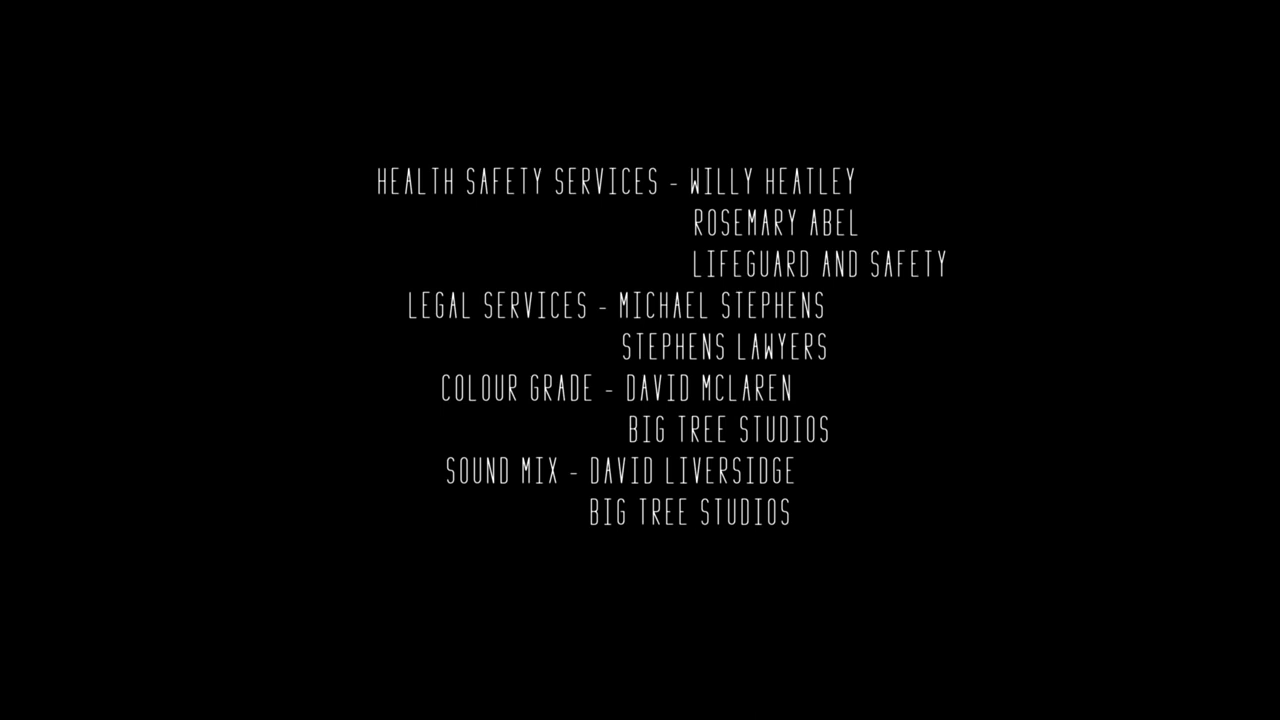 HEALTH SAFETY SERVICES - WILLY HEATLEY
ROSEMARY ABEL
LIFEGUARD AND SAFETY
LEGAL SERVICES - MICHAEL STEPHENS
STEPHENS LAWYERS
COLOUR GRADE - DAVID MCLAREN
BIG TREE STUDIOS
SOUND MIX - DAVID LIVERSIDGE
BIG TREE STUDIOS